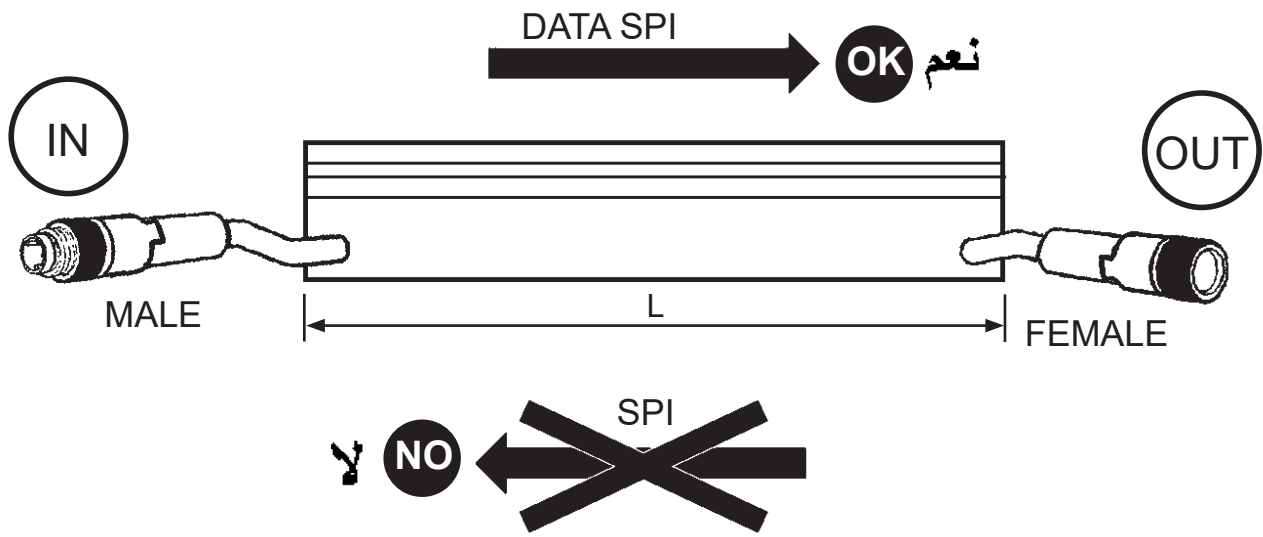 DATA SPI
OK نعم
IN
OUT
MALE
L
FEMALE
SPI
لا NO